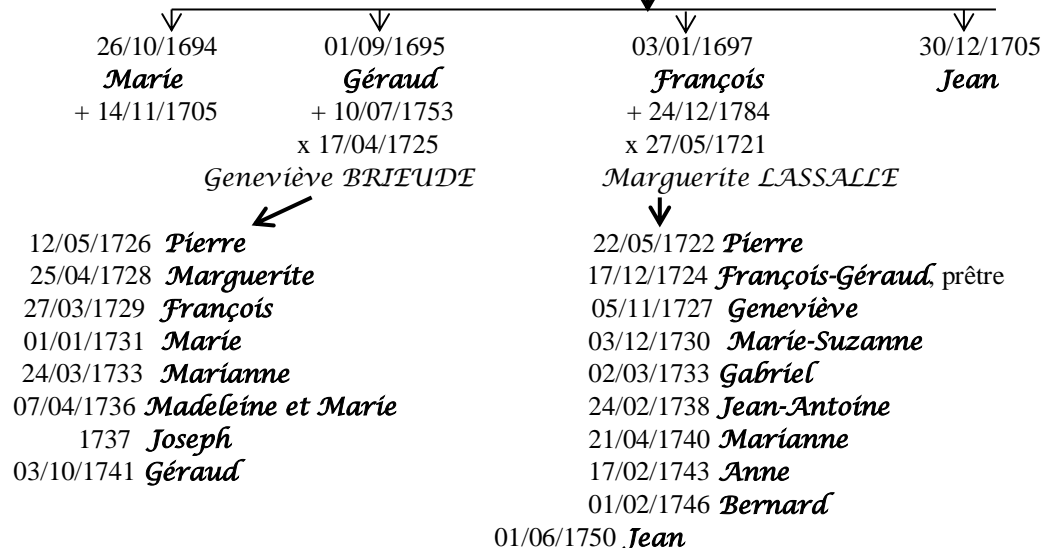 26/10/1694 01/09/1695 03/01/1697 30/12/1705
Marie Géraud François Jean
+ 14/11/1705 + 10/07/1753 + 24/12/1784
x 17/04/1725 x 27/05/1721
Geneviève BRIEUDE Marguerite LASSALLE
12/05/1726 Pierre 22/05/1722 Pierre
25/04/1728 Marguerite 17/12/1724 François-Géraud, prêtre
27/03/1729 François 05/11/1727 Geneviève
01/01/1731 Marie 03/12/1730 Marie-Suzanne
24/03/1733 Marianne 02/03/1733 Gabriel
07/04/1736 Madeleine et Marie 24/02/1738 Jean-Antoine
1737 Joseph 21/04/1740 Marianne
03/10/1741 Géraud 17/02/1743 Anne
01/02/1746 Bernard
01/06/1750 Jean